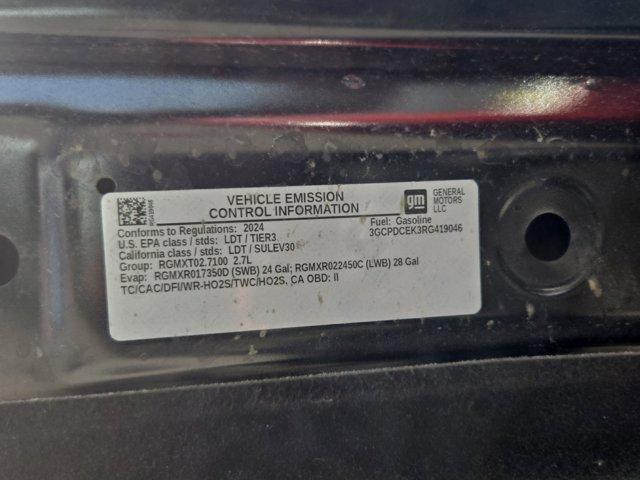 VEHICLE EMISSION
CONTROL INFORMATION
gm
GENERAL
MOTORS
LLC
Conforms to Regulations: 2024
Fuel: Gasoline
U.S. EPA class / stds: LDT / TIER3
3GCPDCEK3RG419046
California class / stds: LDT / SULEV30
Group: RGMXT02.7100 2.7L
Evap: RGMXR017350D (SWB) 24 Gal; RGMXR022450C (LWB) 28 Gal
TC/CAC/DFI/WR-HO2S/TWC/HO2S, CA OBD: II